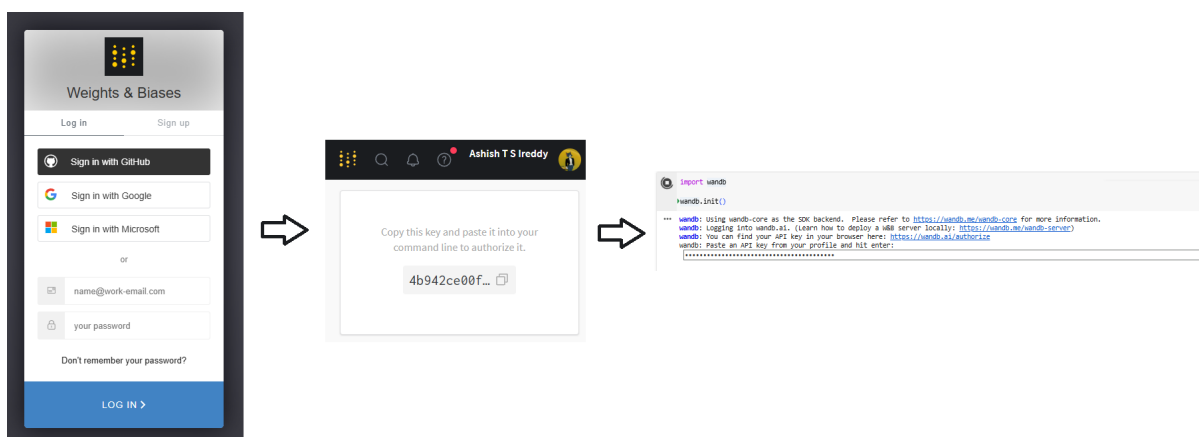 Weights & Biases
Log in
Sign up
Sign in with GitHub
Sign in with Google
Sign in with Microsoft
or
name@work-email.com
your password
Don't remember your password?
LOG IN >
Ashish T S Ireddy
Copy this key and paste it into your
command line to authorize it.
4b942ce00f…
import wandb
wandb.init()
wandb: Using wandb-core as the SDK backend.  Please refer to https://wandb.me/wandb-core for more information.
wandb: Logging into wandb.ai. (Learn how to deploy a W&B server locally: https://wandb.me/wandb-server)
wandb: You can find your API key in your browser here: https://wandb.ai/authorize
wandb: Paste an API key from your profile and hit enter: